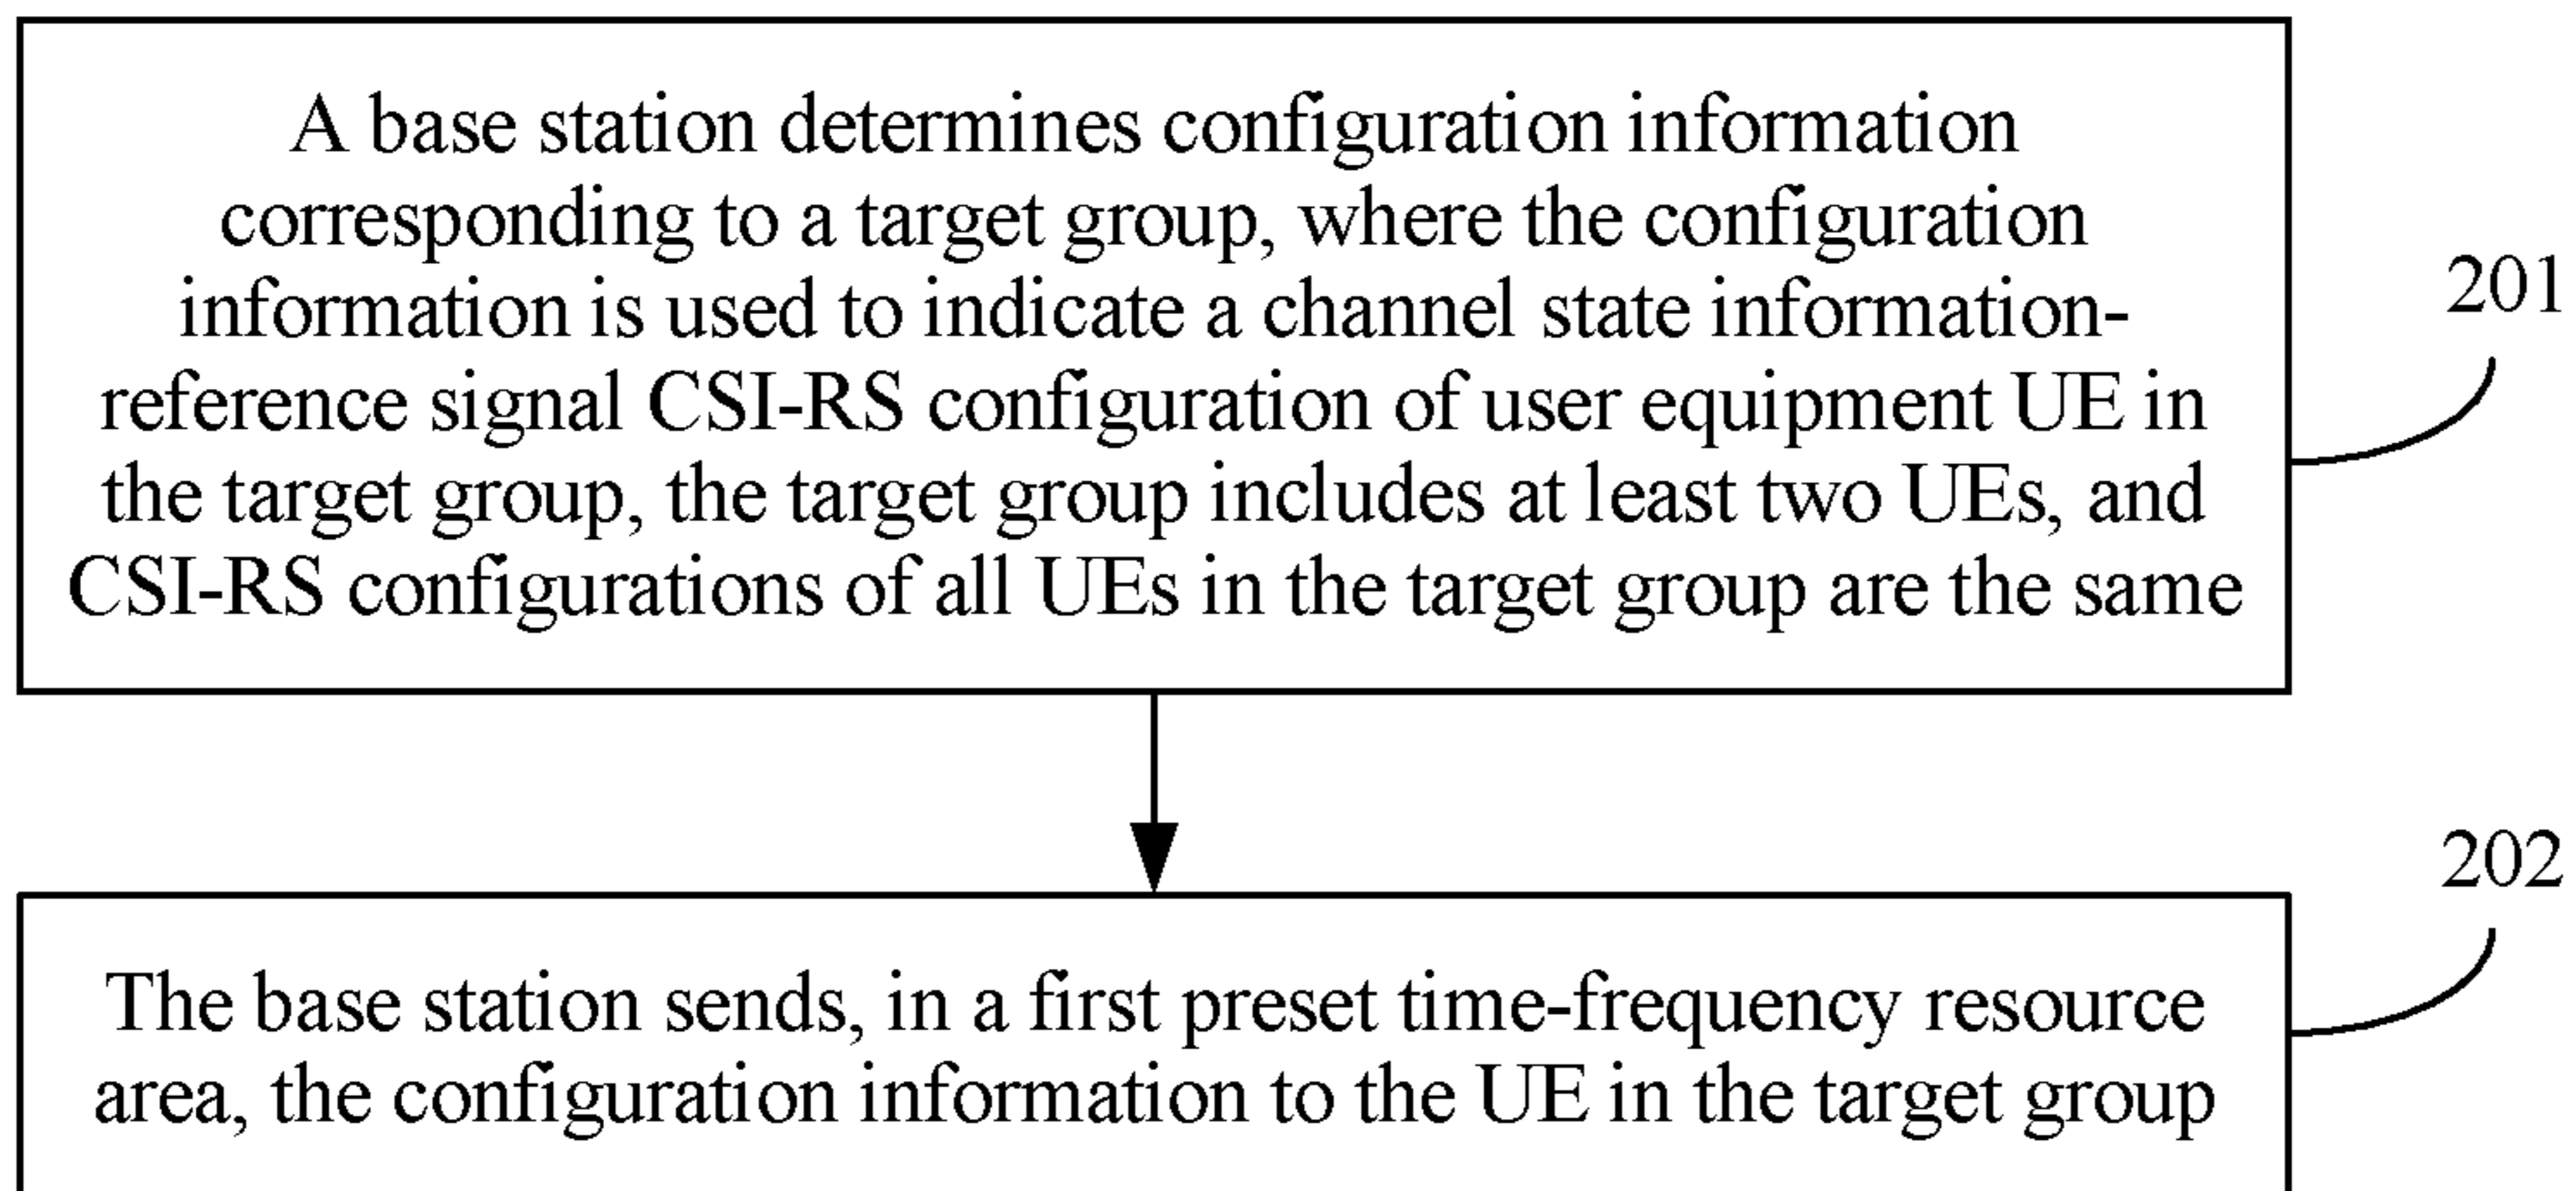 A base station determines configuration information
corresponding to a target group, where the configuration
information is used to indicate a channel state information-
reference signal CSI-RS configuration of user equipment UE in
the target group, the target group includes at least two UEs, and
CSI-RS configurations of all UEs in the target group are the same
201
The base station sends, in a first preset time-frequency resource
area, the configuration information to the UE in the target group
202